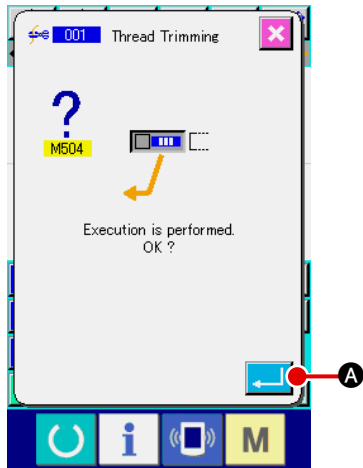 001 Thread Trimming
?
M504
Execution is performed.
OK ?
A
i
M